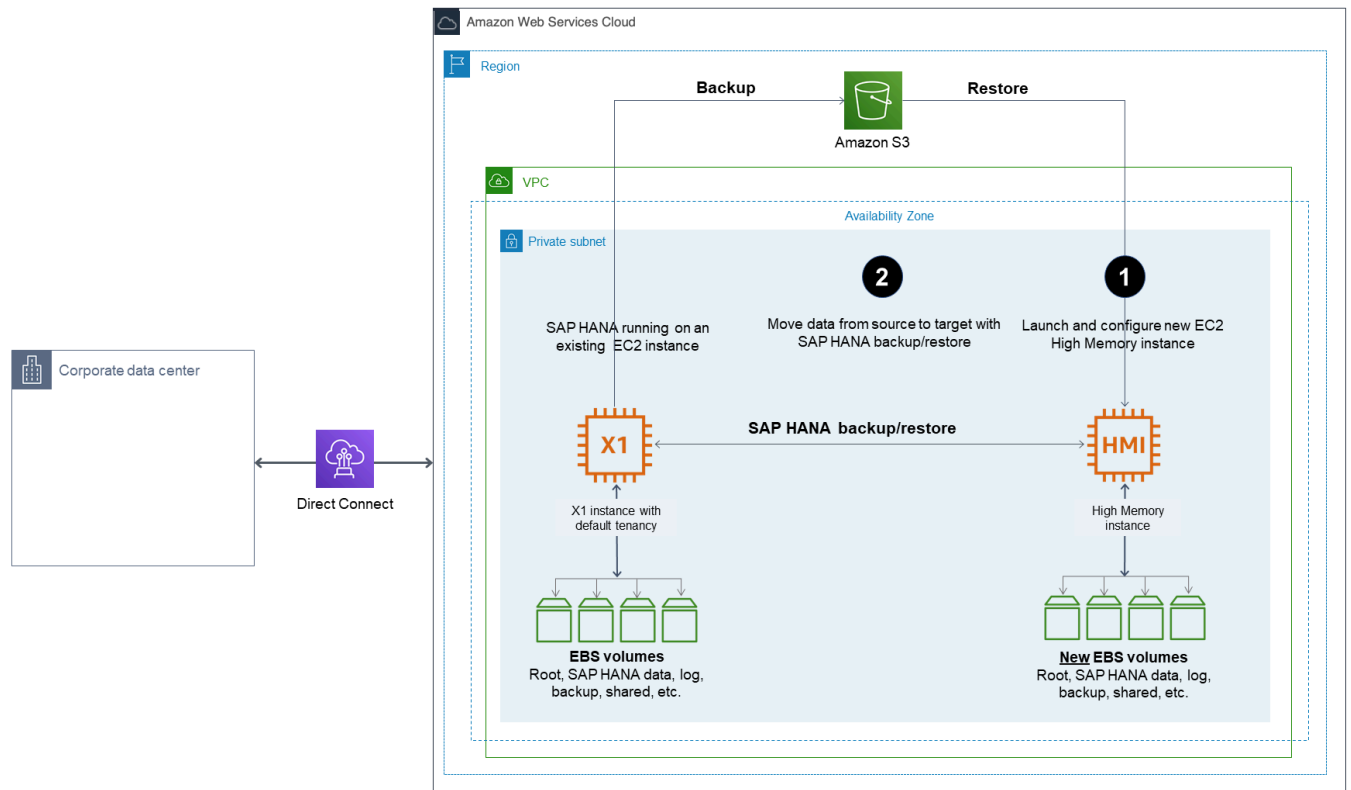 Amazon Web Services Cloud
Region
Backup
Restore
Amazon S3
VPC
Availability Zone
Private subnet
2
1
SAP HANA running on an
existing EC2 instance
Move data from source to target with
SAP HANA backup/restore
Launch and configure new EC2
High Memory instance
Corporate data center
Direct Connect
X1
SAP HANA backup/restore
HMI
X1 instance with
default tenancy
High Memory
instance
EBS volumes
Root, SAP HANA data, log,
backup, shared, etc.
New EBS volumes
Root, SAP HANA data, log,
backup, shared, etc.